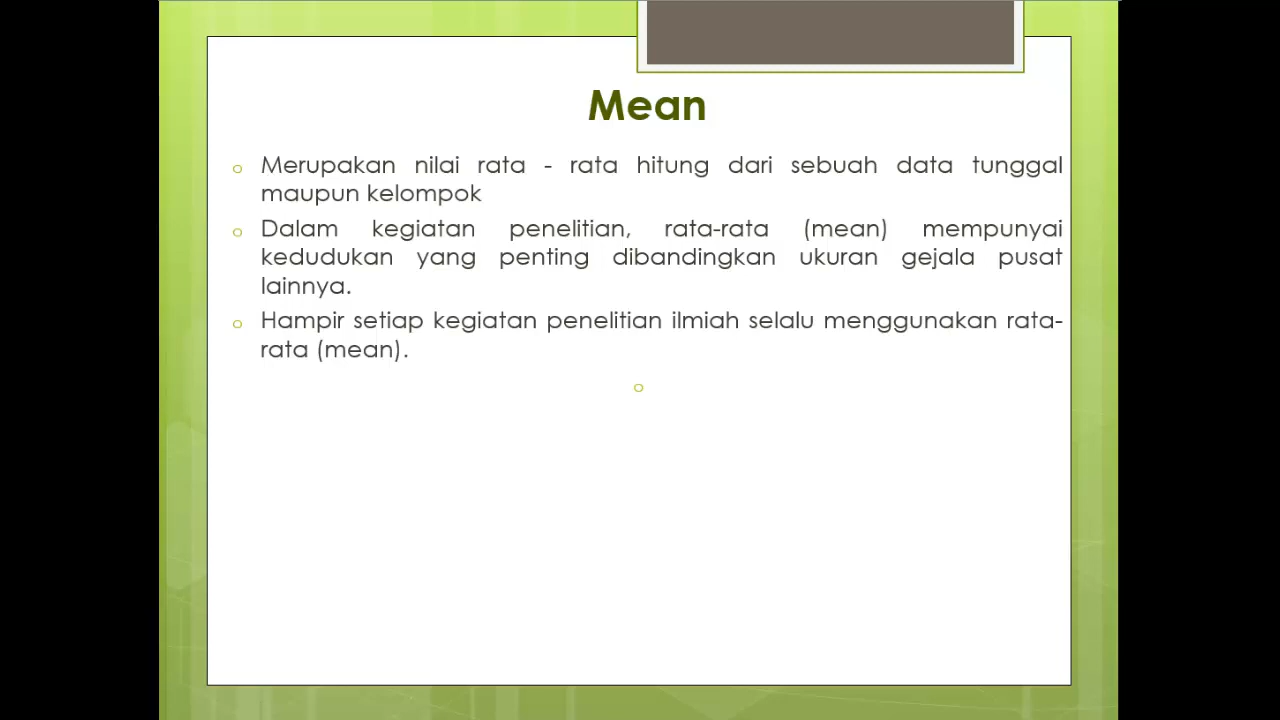 Mean
Merupakan nilai rata - rata hitung dari sebuah data tunggal
maupun kelompok
Dalam kegiatan penelitian, rata-rata (mean) mempunyai
kedudukan yang penting dibandingkan ukuran gejala pusat
lainnya.
Hampir setiap kegiatan penelitian ilmiah selalu menggunakan rata-
rata (mean).